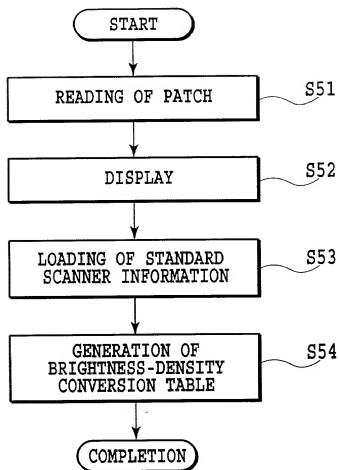 START
READING OF PATCH
S51
DISPLAY
S52
LOADING OF STANDARD
SCANNER INFORMATION
S53
GENERATION OF
BRIGHTNESS-DENSITY
CONVERSION TABLE
S54
COMPLETION